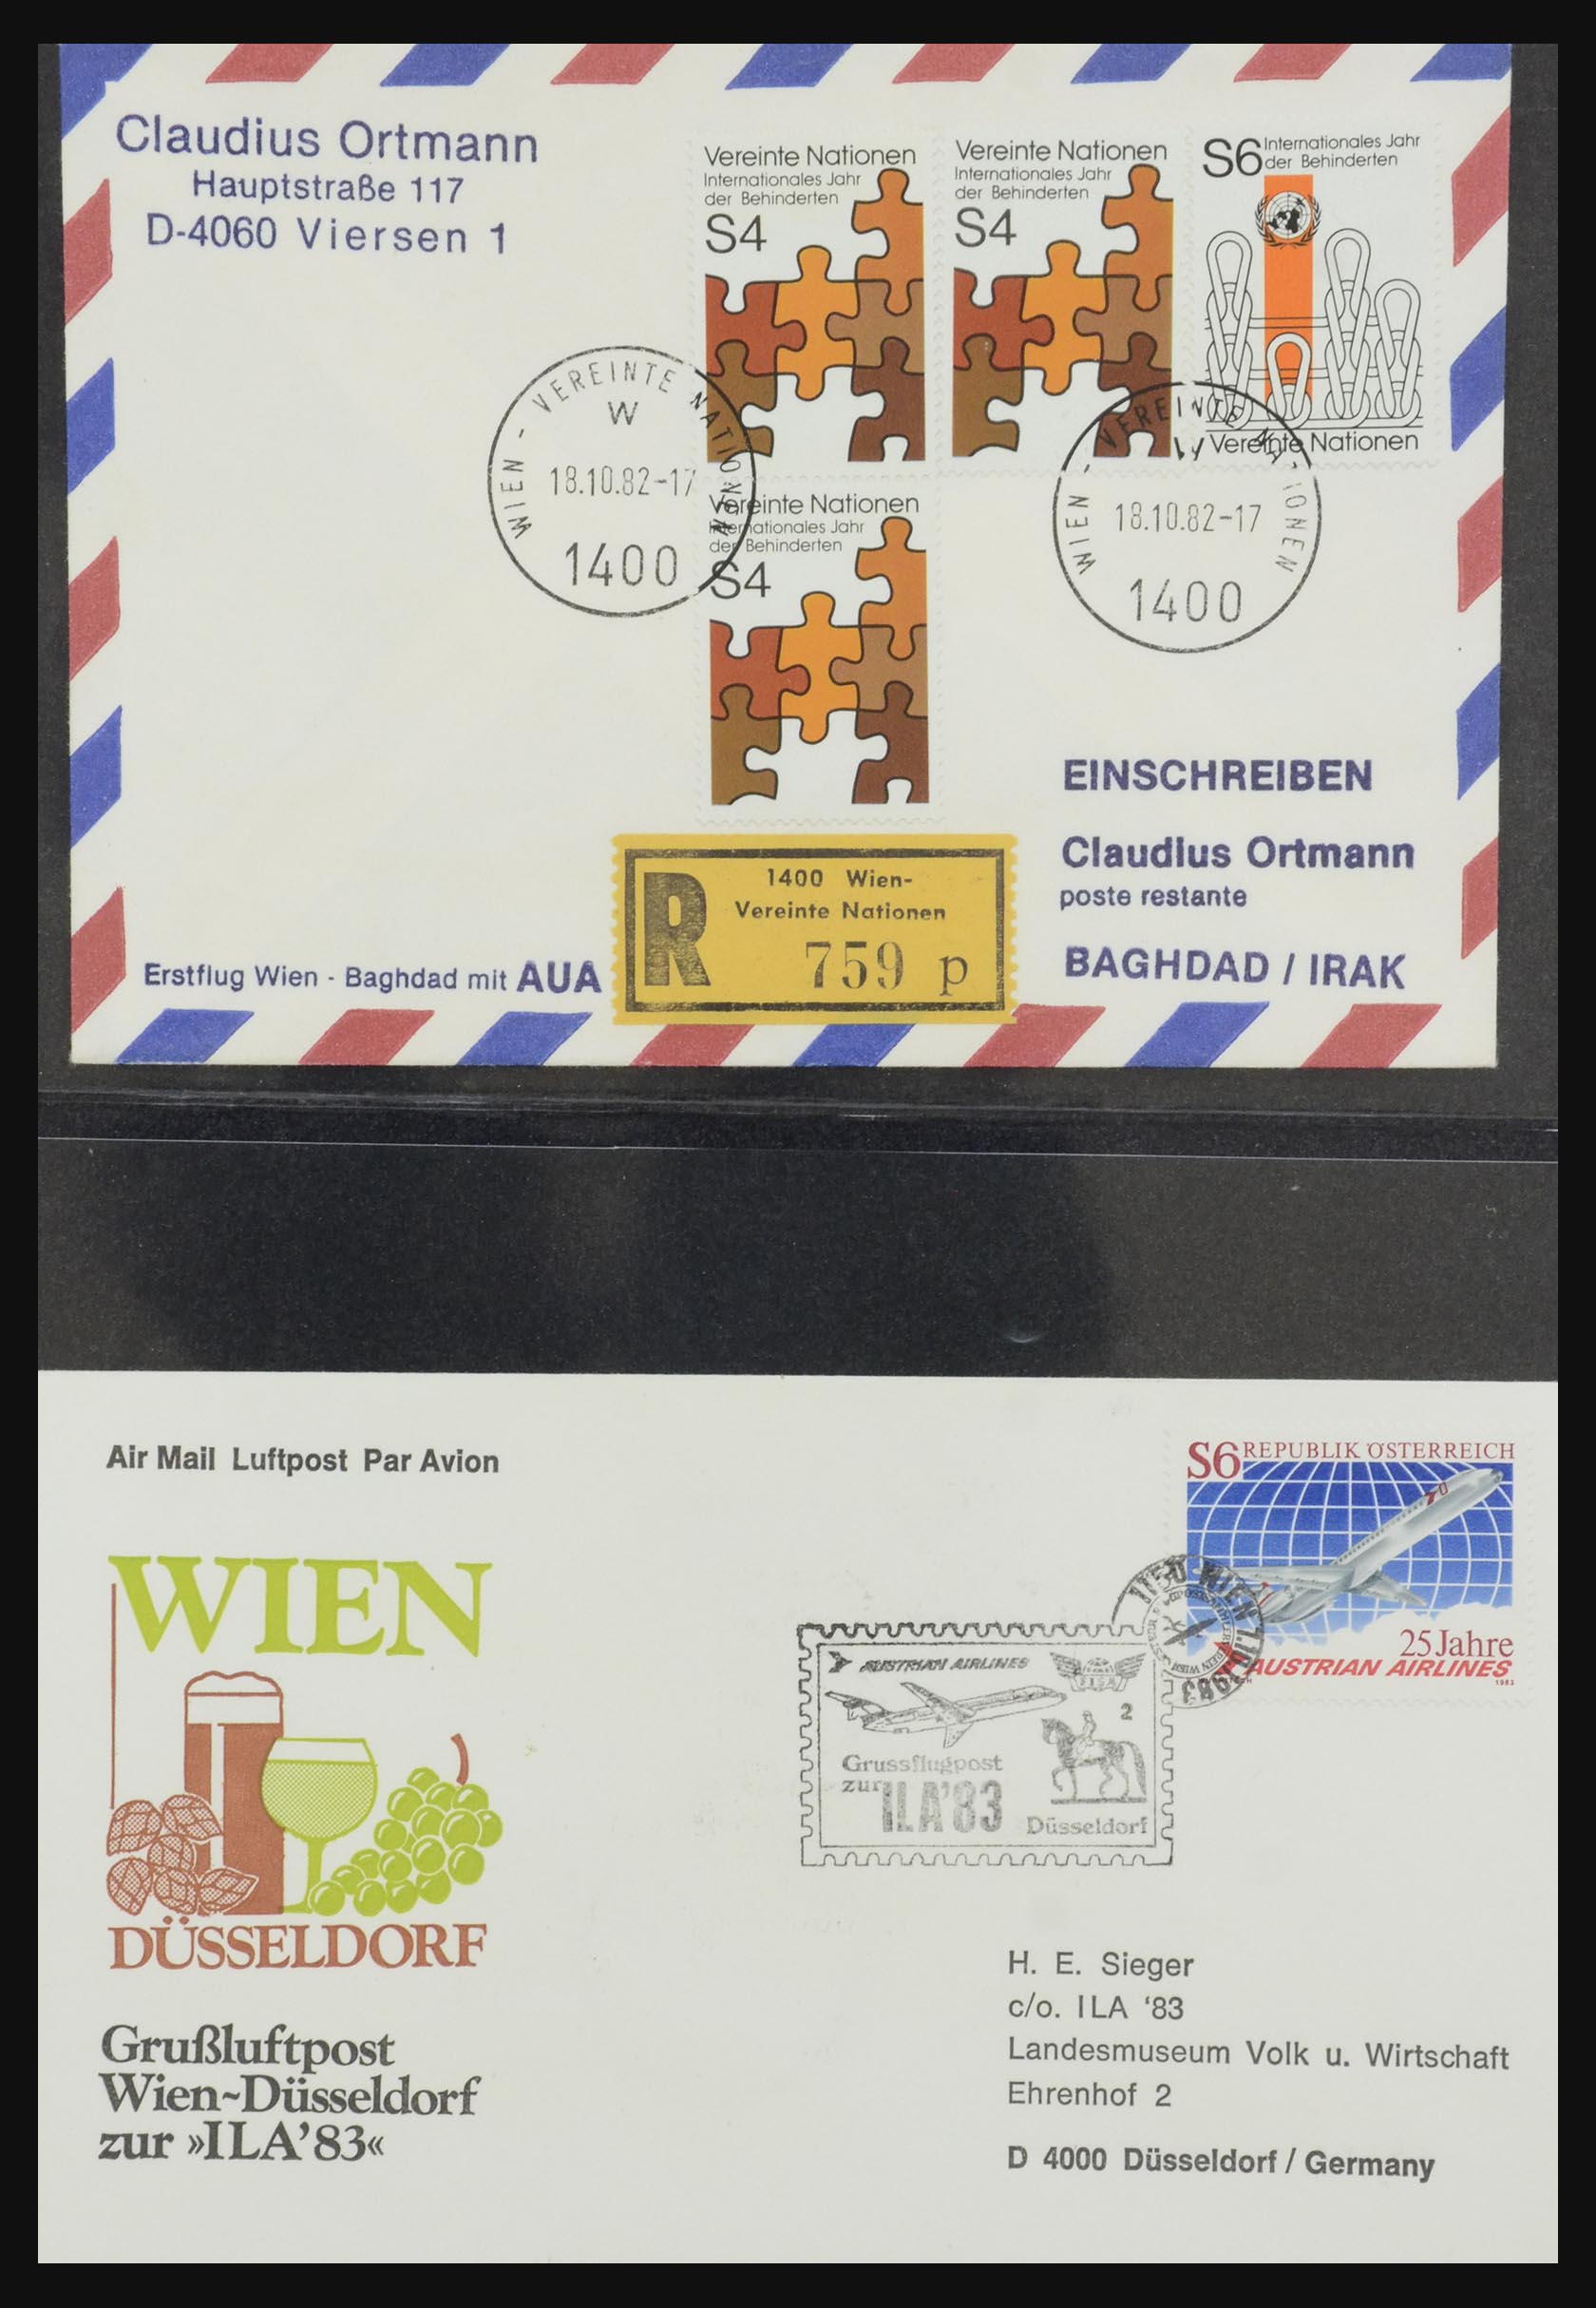 Claudius Ortmann
Hauptstraße 117
D-4060 Viersen 1
Vereinte Nationen
Internationales Jahr
der Behinderten
S4
Vereinte Nationen
Internationales Jahr
der Behinderten
S4
S6 Internationales Jahr
der Behinderten
Vereinte Nationen
WIEN - VEREINTE NATIONEN
W
18.10.82-17
1400
Vereinte Nationen
Internationales Jahr
der Behinderten
S4
WIEN - VEREINTE NATIONEN
W
18.10.82-17
1400
EINSCHREIBEN
Claudius Ortmann
poste restante
BAGHDAD / IRAK
R
1400 Wien-
Vereinte Nationen
759 p
Erstflug Wien - Baghdad mit AUA
Air Mail Luftpost Par Avion
S6 REPUBLIK ÖSTERREICH
25 Jahre
AUSTRIAN AIRLINES
1983
WIEN
DÜSSELDORF
AUSTRIAN AIRLINES
FISA
2
Grussflugpost
zur ILA'83
Düsseldorf
Grußluftpost
Wien~Düsseldorf
zur »ILA'83«
H. E. Sieger
c/o. ILA '83
Landesmuseum Volk u. Wirtschaft
Ehrenhof 2
D 4000 Düsseldorf / Germany